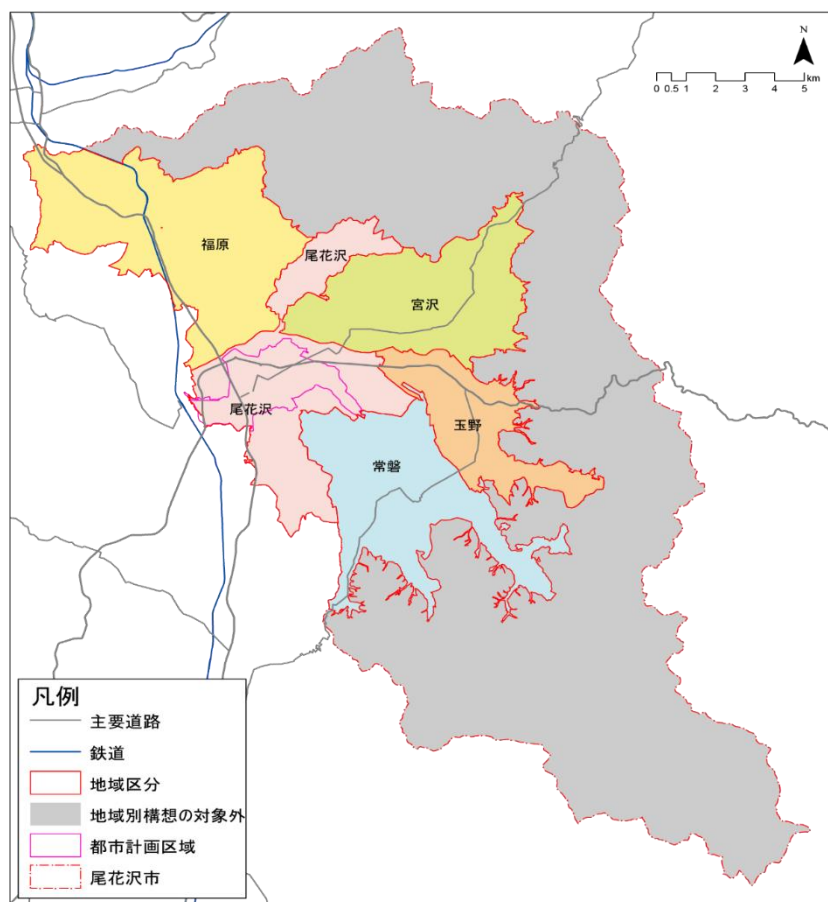 N
0 0.5 1 2 3 4 5
km
福原
尾花沢
宮沢
尾花沢
玉野
常磐
凡例
主要道路
鉄道
地域区分
地域別構想の対象外
都市計画区域
尾花沢市